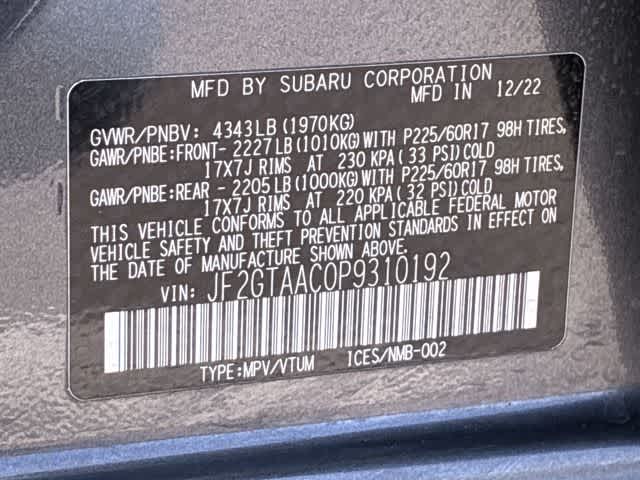 MFD BY SUBARU CORPORATION
MFD IN 12/22
GVWR/PNBV: 4343LB(1970KG)
GAWR/PNBE:FRONT- 2227LB(1010KG)WITH P225/60R17 98H TIRES,
17X7J RIMS AT 230 KPA(33 PSI)COLD
GAWR/PNBE:REAR - 2205LB(1000KG)WITH P225/60R17 98H TIRES,
17X7J RIMS AT 220 KPA(32 PSI)COLD
THIS VEHICLE CONFORMS TO ALL APPLICABLE FEDERAL MOTOR
VEHICLE SAFETY AND THEFT PREVENTION STANDARDS IN EFFECT ON
THE DATE OF MANUFACTURE SHOWN ABOVE.
VIN: JF2GTAAC0P9310192
TYPE:MPV/VTUM ICES/NMB-002